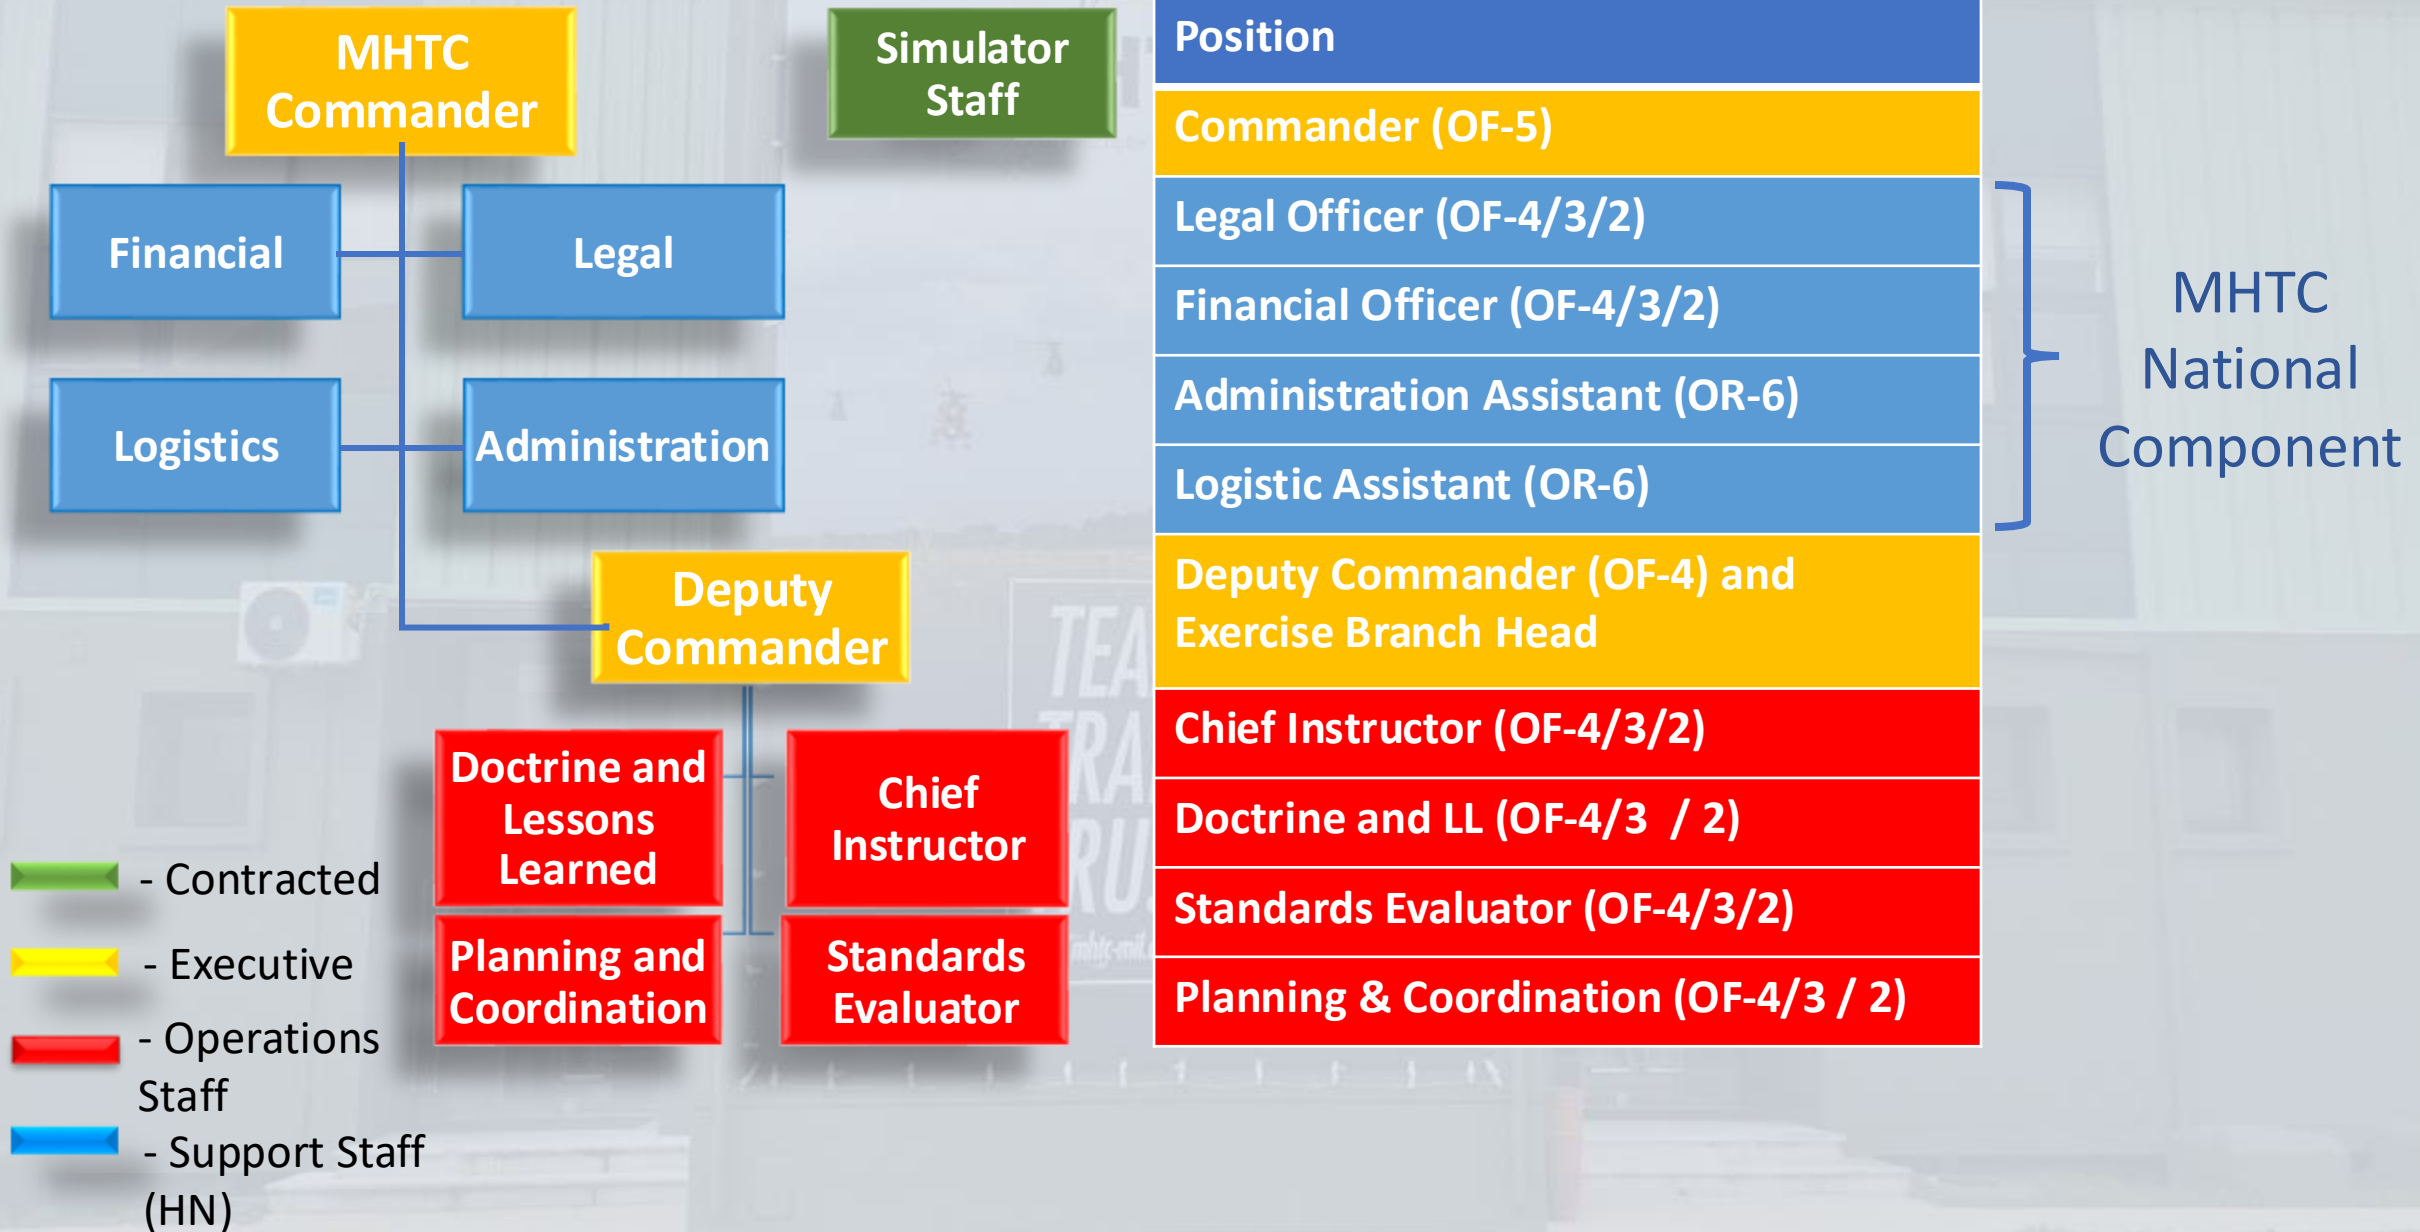 MHTC
Commander
Simulator
Staff
Financial
Legal
Logistics
Administration
Deputy
Commander
Doctrine and
Lessons
Learned
Chief
Instructor
Planning and
Coordination
Standards
Evaluator
- Contracted
- Executive
- Operations
Staff
- Support Staff
(HN)
Position
Commander (OF-5)
Legal Officer (OF-4/3/2)
Financial Officer (OF-4/3/2)
Administration Assistant (OR-6)
Logistic Assistant (OR-6)
Deputy Commander (OF-4) and
Exercise Branch Head
Chief Instructor (OF-4/3/2)
Doctrine and LL (OF-4/3  / 2)
Standards Evaluator (OF-4/3/2)
Planning & Coordination (OF-4/3 / 2)
MHTC
National
Component